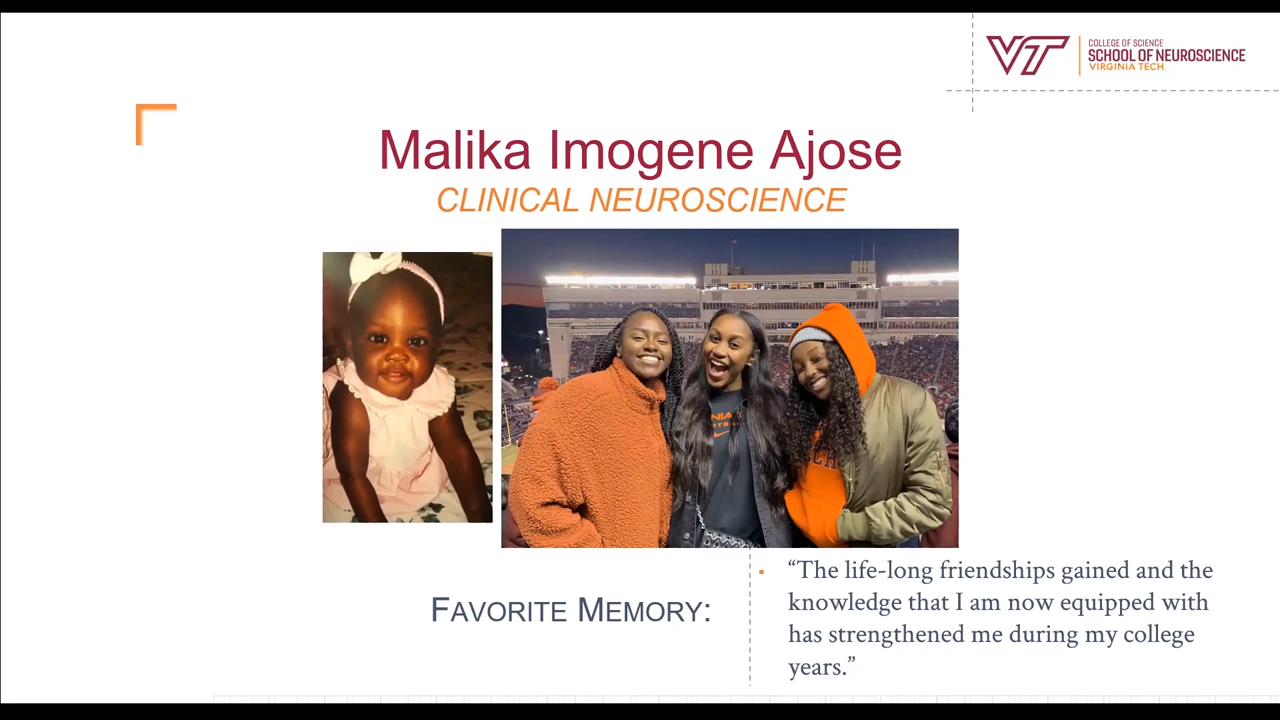 VT
COLLEGE OF SCIENCE
SCHOOL OF NEUROSCIENCE
VIRGINIA TECH
Malika Imogene Ajose
CLINICAL NEUROSCIENCE
FAVORITE MEMORY:
“The life-long friendships gained and the
knowledge that I am now equipped with
has strengthened me during my college
years.”